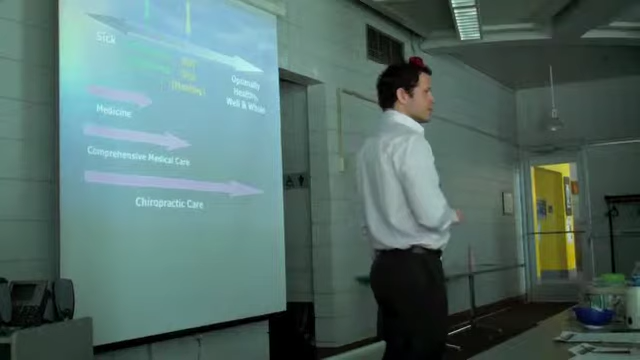 Sick
Optimally
Healthy,
Well & Whole
Medicine
Comprehensive Medical Care
Chiropractic Care